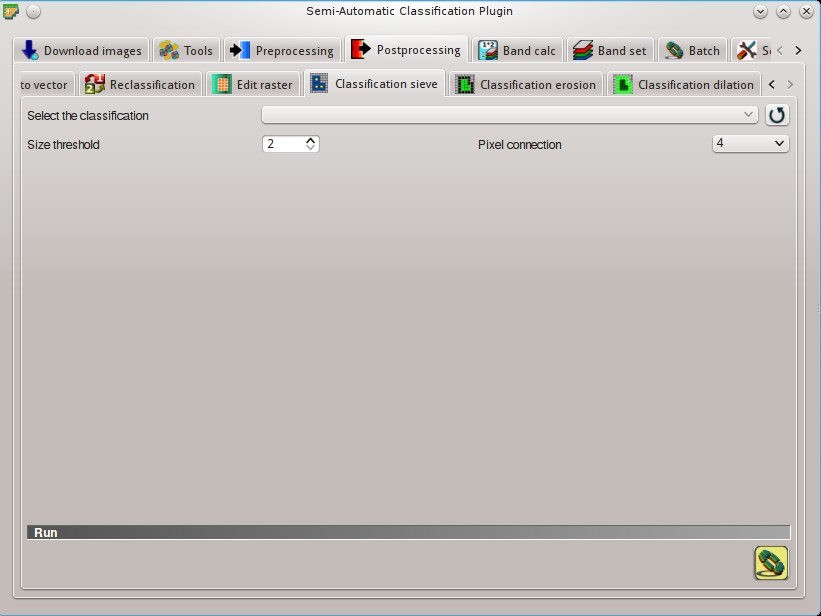 Semi-Automatic Classification Plugin
Download images Tools Preprocessing Postprocessing Band calc Band set Batch
to vector Reclassification Edit raster Classification sieve Classification erosion Classification dilation
Select the classification
Size threshold 2 Pixel connection 4
Run